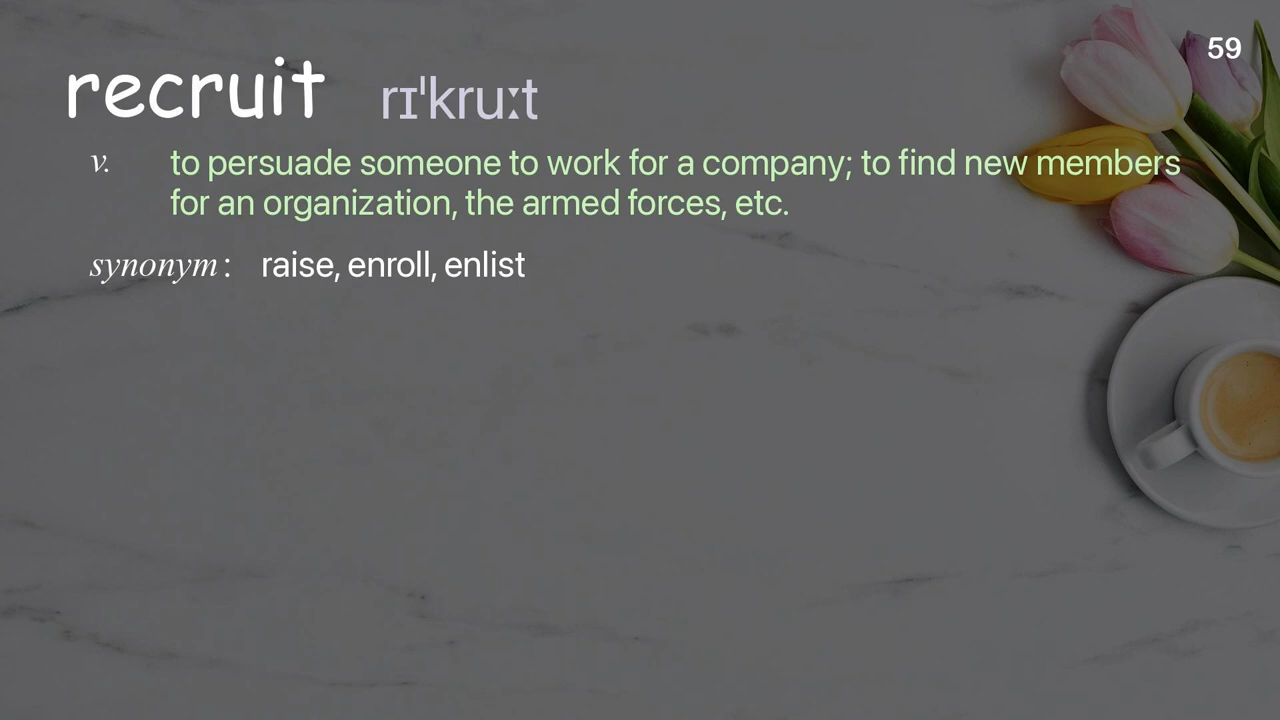 59
recruit rɪˈkruːt
v. to persuade someone to work for a company; to find new members
for an organization, the armed forces, etc.
synonym: raise, enroll, enlist